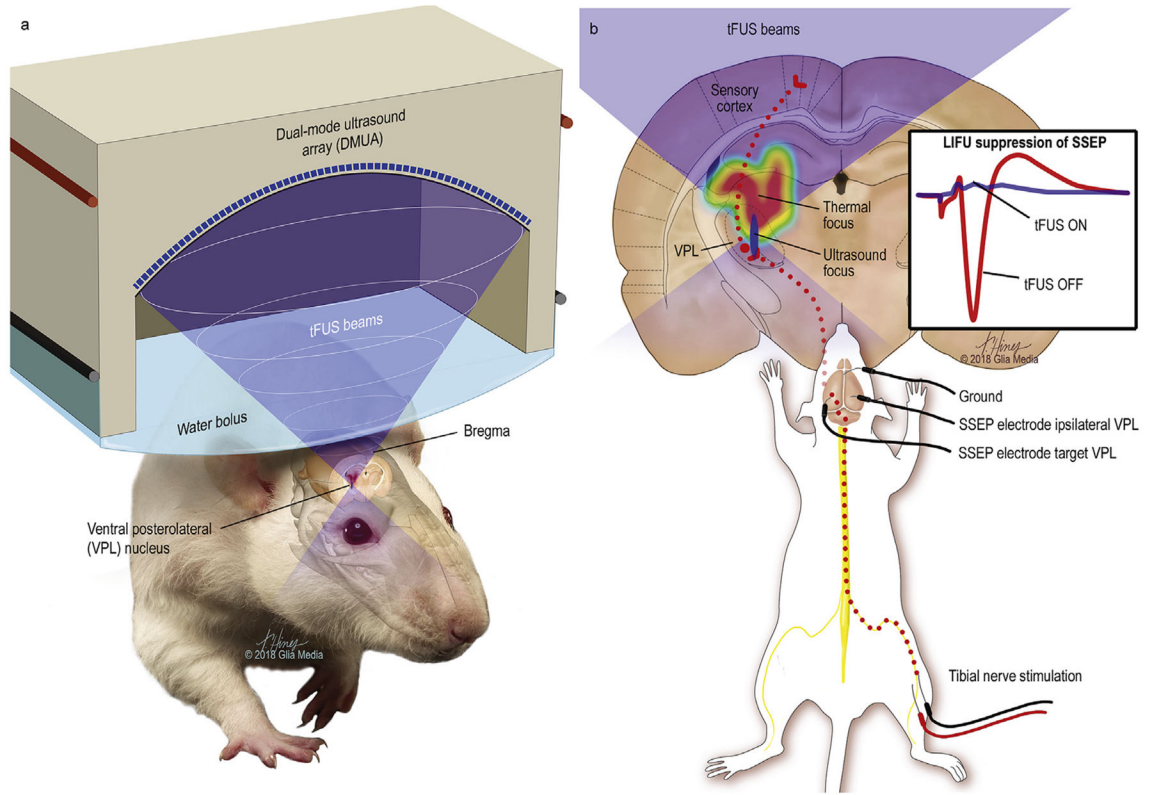 a
Dual-mode ultrasound
array (DMUA)
tFUS beams
Water bolus
Bregma
Ventral posterolateral
(VPL) nucleus
K.Hines
© 2018 Glia Media
b
tFUS beams
Sensory
cortex
LIFU suppression of SSEP
tFUS ON
tFUS OFF
Thermal
focus
VPL
Ultrasound
focus
K.Hines
© 2018 Glia Media
Ground
SSEP electrode ipsilateral VPL
SSEP electrode target VPL
Tibial nerve stimulation